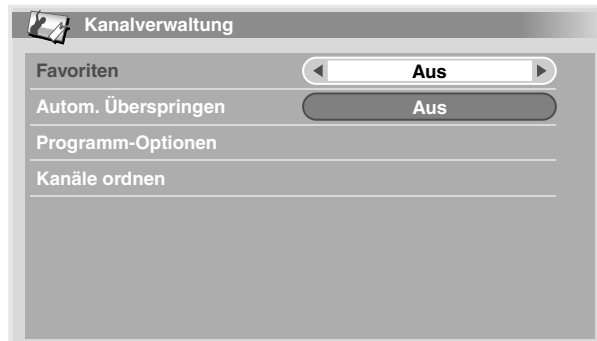 Kanalverwaltung
Favoriten Aus
Autom. Überspringen Aus
Programm-Optionen
Kanäle ordnen